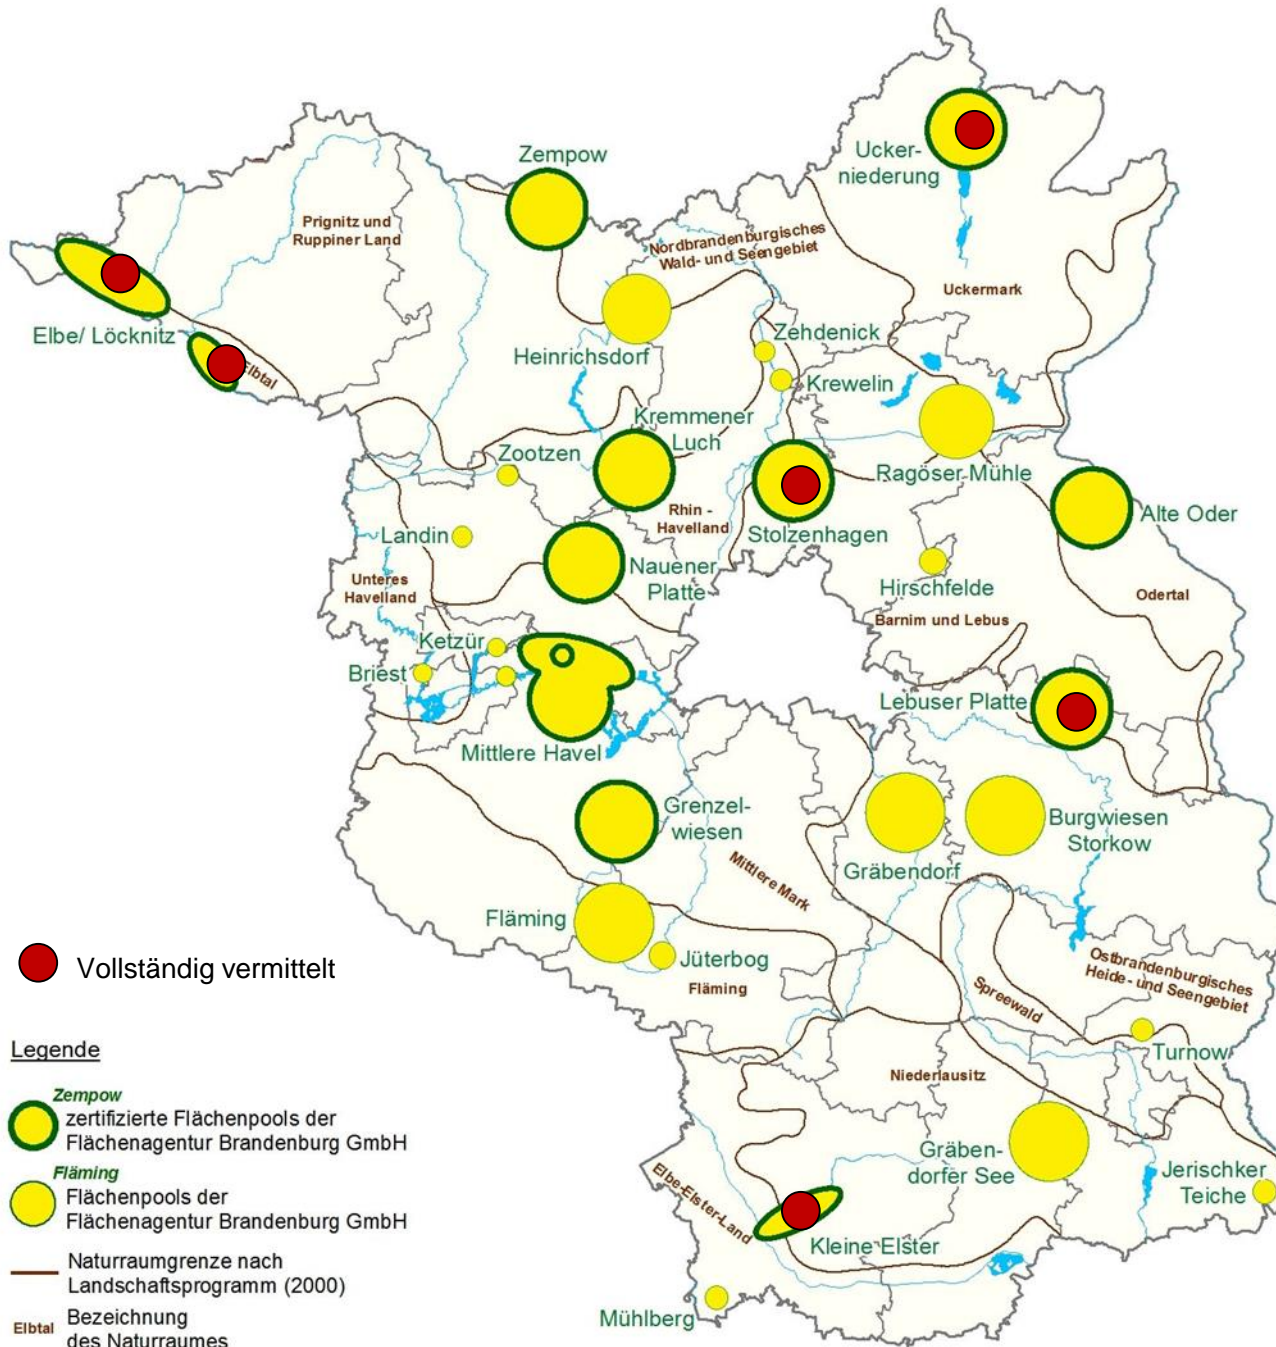 Ucker-
niederung
Zempow
Prignitz und
Ruppiner Land
Nordbrandenburgisches
Wald- und Seengebiet
Uckermark
Elbe/ Löcknitz
Elbtal
Heinrichsdorf
Zehdenick
Krewelin
Kremmener
Luch
Zootzen
Ragöser Mühle
Rhin -
Havelland
Stolzenhagen
Alte Oder
Landin
Nauener
Platte
Unteres
Havelland
Hirschfelde
Odertal
Barnim und Lebus
Ketzür
Briest
Lebuser Platte
Mittlere Havel
Grenzel-
wiesen
Burgwiesen
Storkow
Mittlere Mark
Gräbendorf
Fläming
Jüterbog
Fläming
Ostbrandenburgisches
Heide- und Seengebiet
Spreewald
Turnow
Niederlausitz
Gräben-
dorfer See
Jerischker
Teiche
Elbe-Elster-Land
Kleine Elster
Mühlberg
Vollständig vermittelt
Legende
Zempow
zertifizierte Flächenpools der
Flächenagentur Brandenburg GmbH
Fläming
Flächenpools der
Flächenagentur Brandenburg GmbH
Naturraumgrenze nach
Landschaftsprogramm (2000)
Elbtal Bezeichnung
des Naturraumes